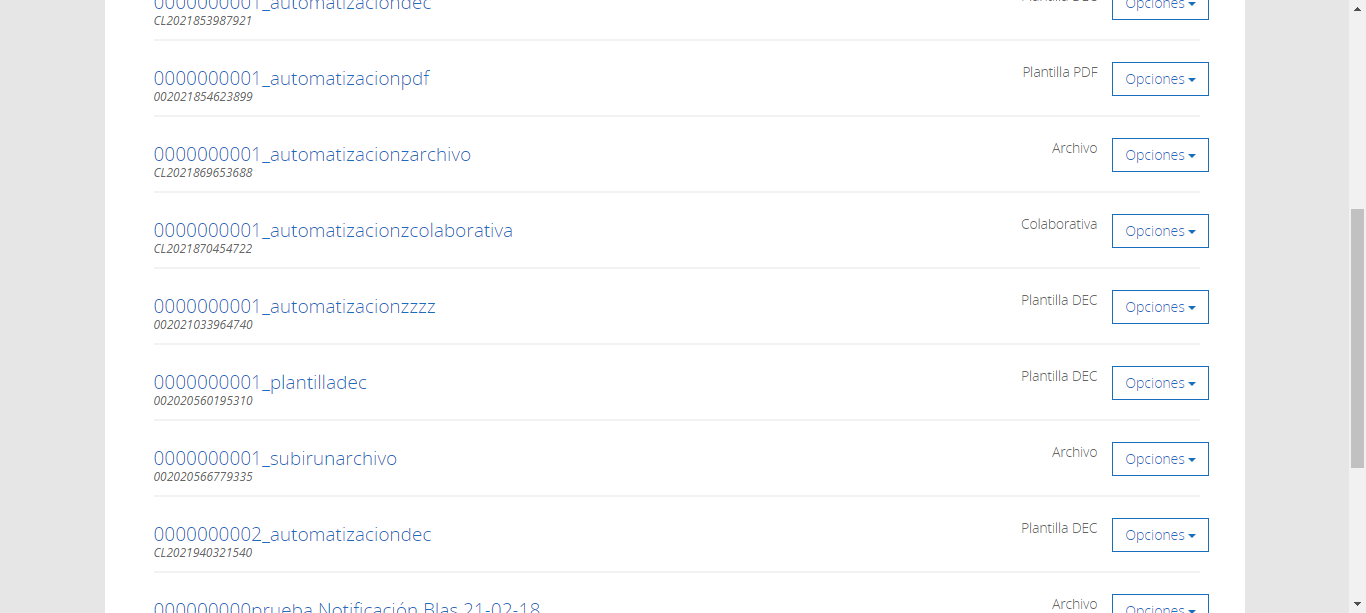 0000000001_automatizaciondec
Plantilla DEC
Opciones
CL2021853987921
0000000001_automatizacionpdf
Plantilla PDF
Opciones
002021854623899
0000000001_automatizacionzarchivo
Archivo
Opciones
CL2021869653688
0000000001_automatizacionzcolaborativa
Colaborativa
Opciones
CL2021870454722
0000000001_automatizacionzzzz
Plantilla DEC
Opciones
002021033964740
0000000001_plantilladec
Plantilla DEC
Opciones
002020560195310
0000000001_subirunarchivo
Archivo
Opciones
002020566779335
0000000002_automatizaciondec
Plantilla DEC
Opciones
CL2021940321540
000000000prueba Notificación Blas 21-02-18
Archivo
Opciones